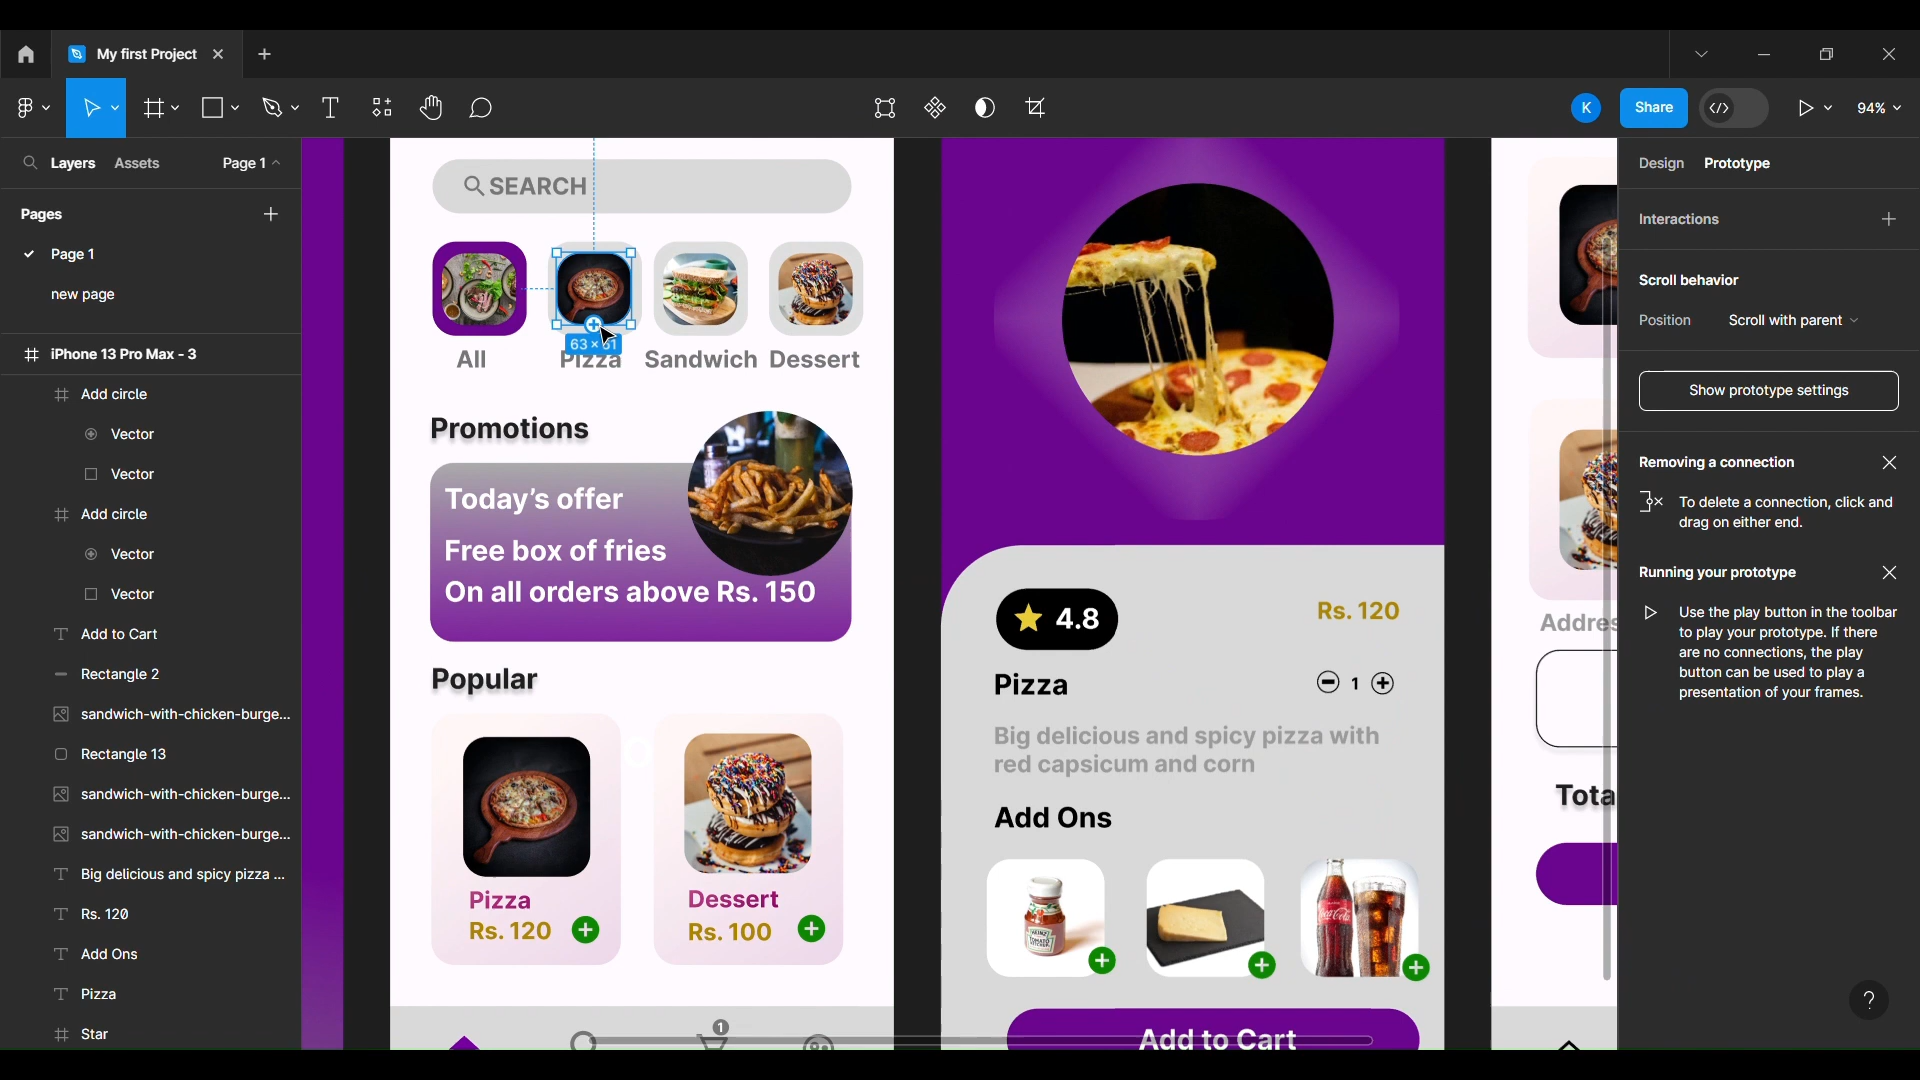 My first Project
K
Share
94%
Layers
Assets
Page 1
Pages
Page 1
new page
iPhone 13 Pro Max - 3
Add circle
Vector
Vector
Add circle
Vector
Vector
Add to Cart
Rectangle 2
sandwich-with-chicken-burge...
Rectangle 13
sandwich-with-chicken-burge...
sandwich-with-chicken-burge...
Big delicious and spicy pizza ...
Rs. 120
Add Ons
Pizza
Star
SEARCH
63 × 61
All
Pizza
Sandwich
Dessert
Promotions
Today's offer
Free box of fries
On all orders above Rs. 150
Popular
Pizza
Rs. 120
Dessert
Rs. 100
1
4.8
Rs. 120
Pizza
1
Big delicious and spicy pizza with
red capsicum and corn
Add Ons
HEINZ
TOMATO
KETCHUP
Coca-Cola
Add to Cart
Addres
Tota
Design
Prototype
Interactions
Scroll behavior
Position
Scroll with parent
Show prototype settings
Removing a connection
To delete a connection, click and
drag on either end.
Running your prototype
Use the play button in the toolbar
to play your prototype. If there
are no connections, the play
button can be used to play a
presentation of your frames.
?